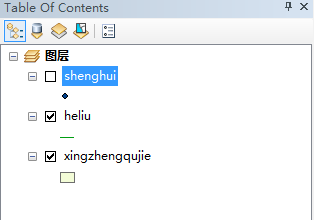 Table Of Contents
图层
shenghui
heliu
xingzhengqujie